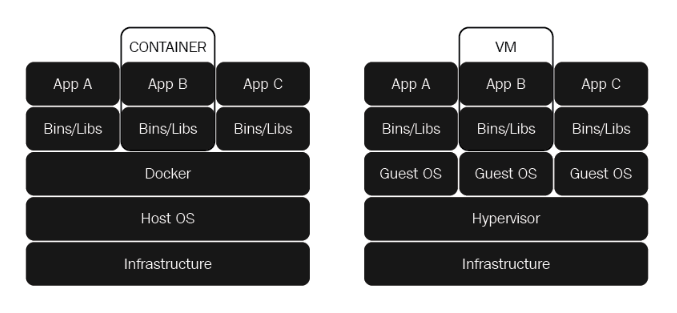 CONTAINER
App A
App B
App C
Bins/Libs
Bins/Libs
Bins/Libs
Docker
Host OS
Infrastructure
VM
App A
App B
App C
Bins/Libs
Bins/Libs
Bins/Libs
Guest OS
Guest OS
Guest OS
Hypervisor
Infrastructure